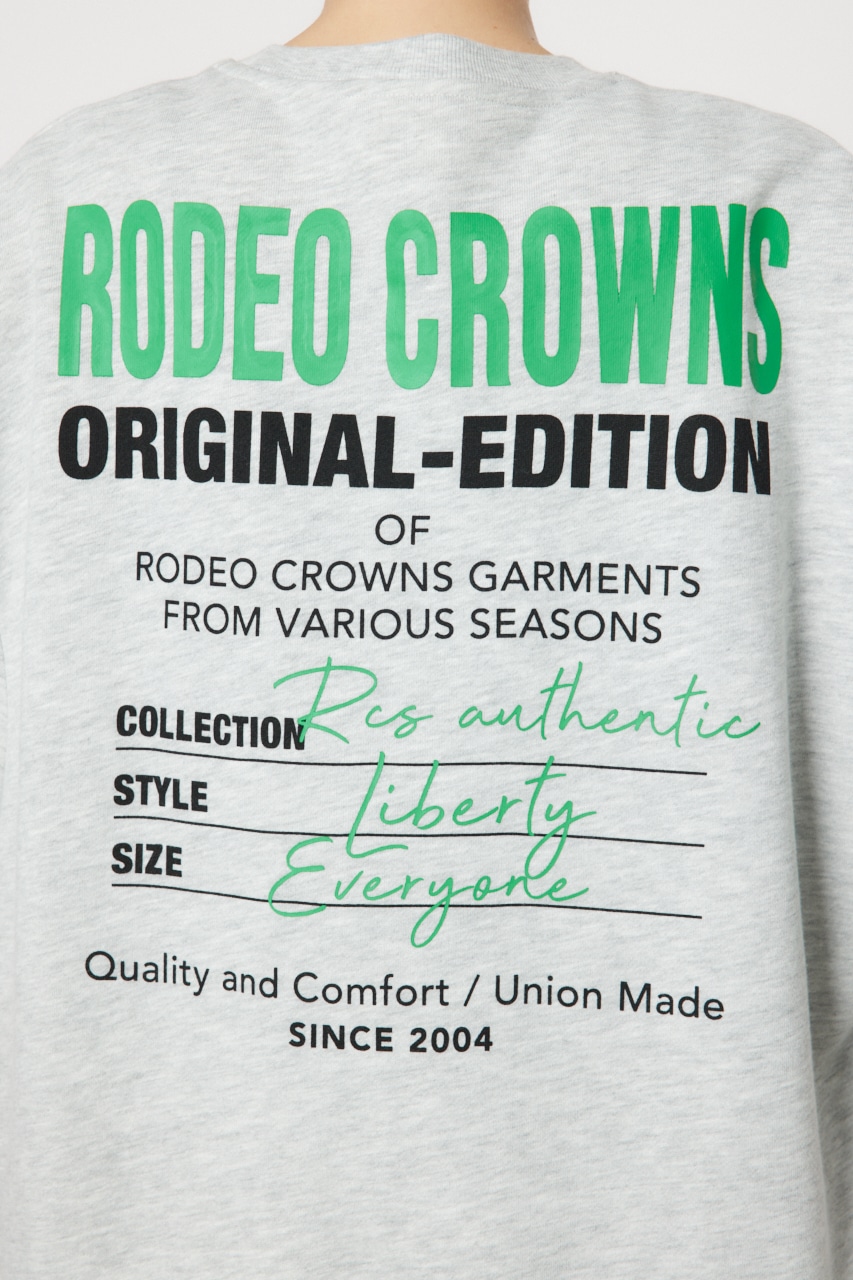 RODEO CROWNS
ORIGINAL-EDITION
OF
RODEO CROWNS GARMENTS
FROM VARIOUS SEASONS
COLLECTION Rcs authentic
STYLE Liberty
SIZE Everyone
Quality and Comfort / Union Made
SINCE 2004